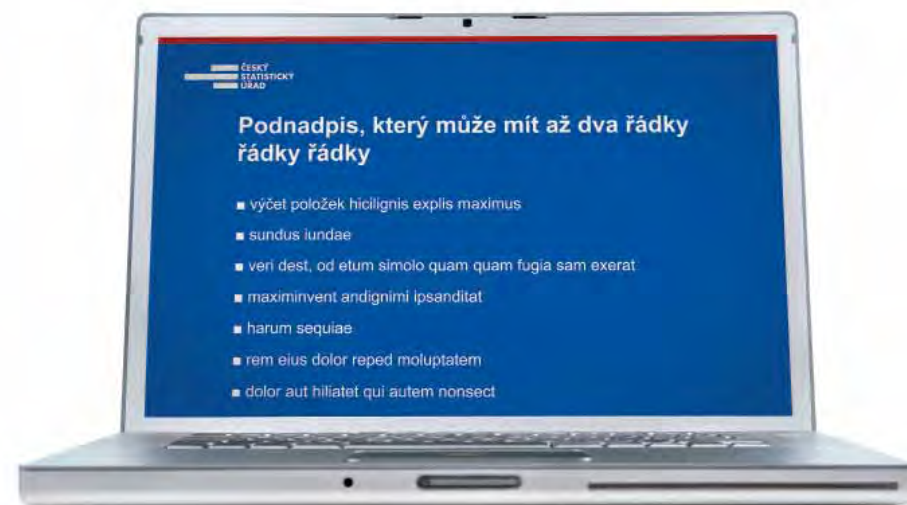 ČESKÝ
STATISTICKÝ
ÚŘAD
Podnadpis, který může mít až dva řádky
řádky řádky
výčet položek hicilignis explis maximus
sundus iundae
veri dest, od etum simolo quam quam fugia sam exerat
maximinvent andignimi ipsanditat
harum sequiae
rem eius dolor reped moluptatem
dolor aut hiliatet qui autem nonsect